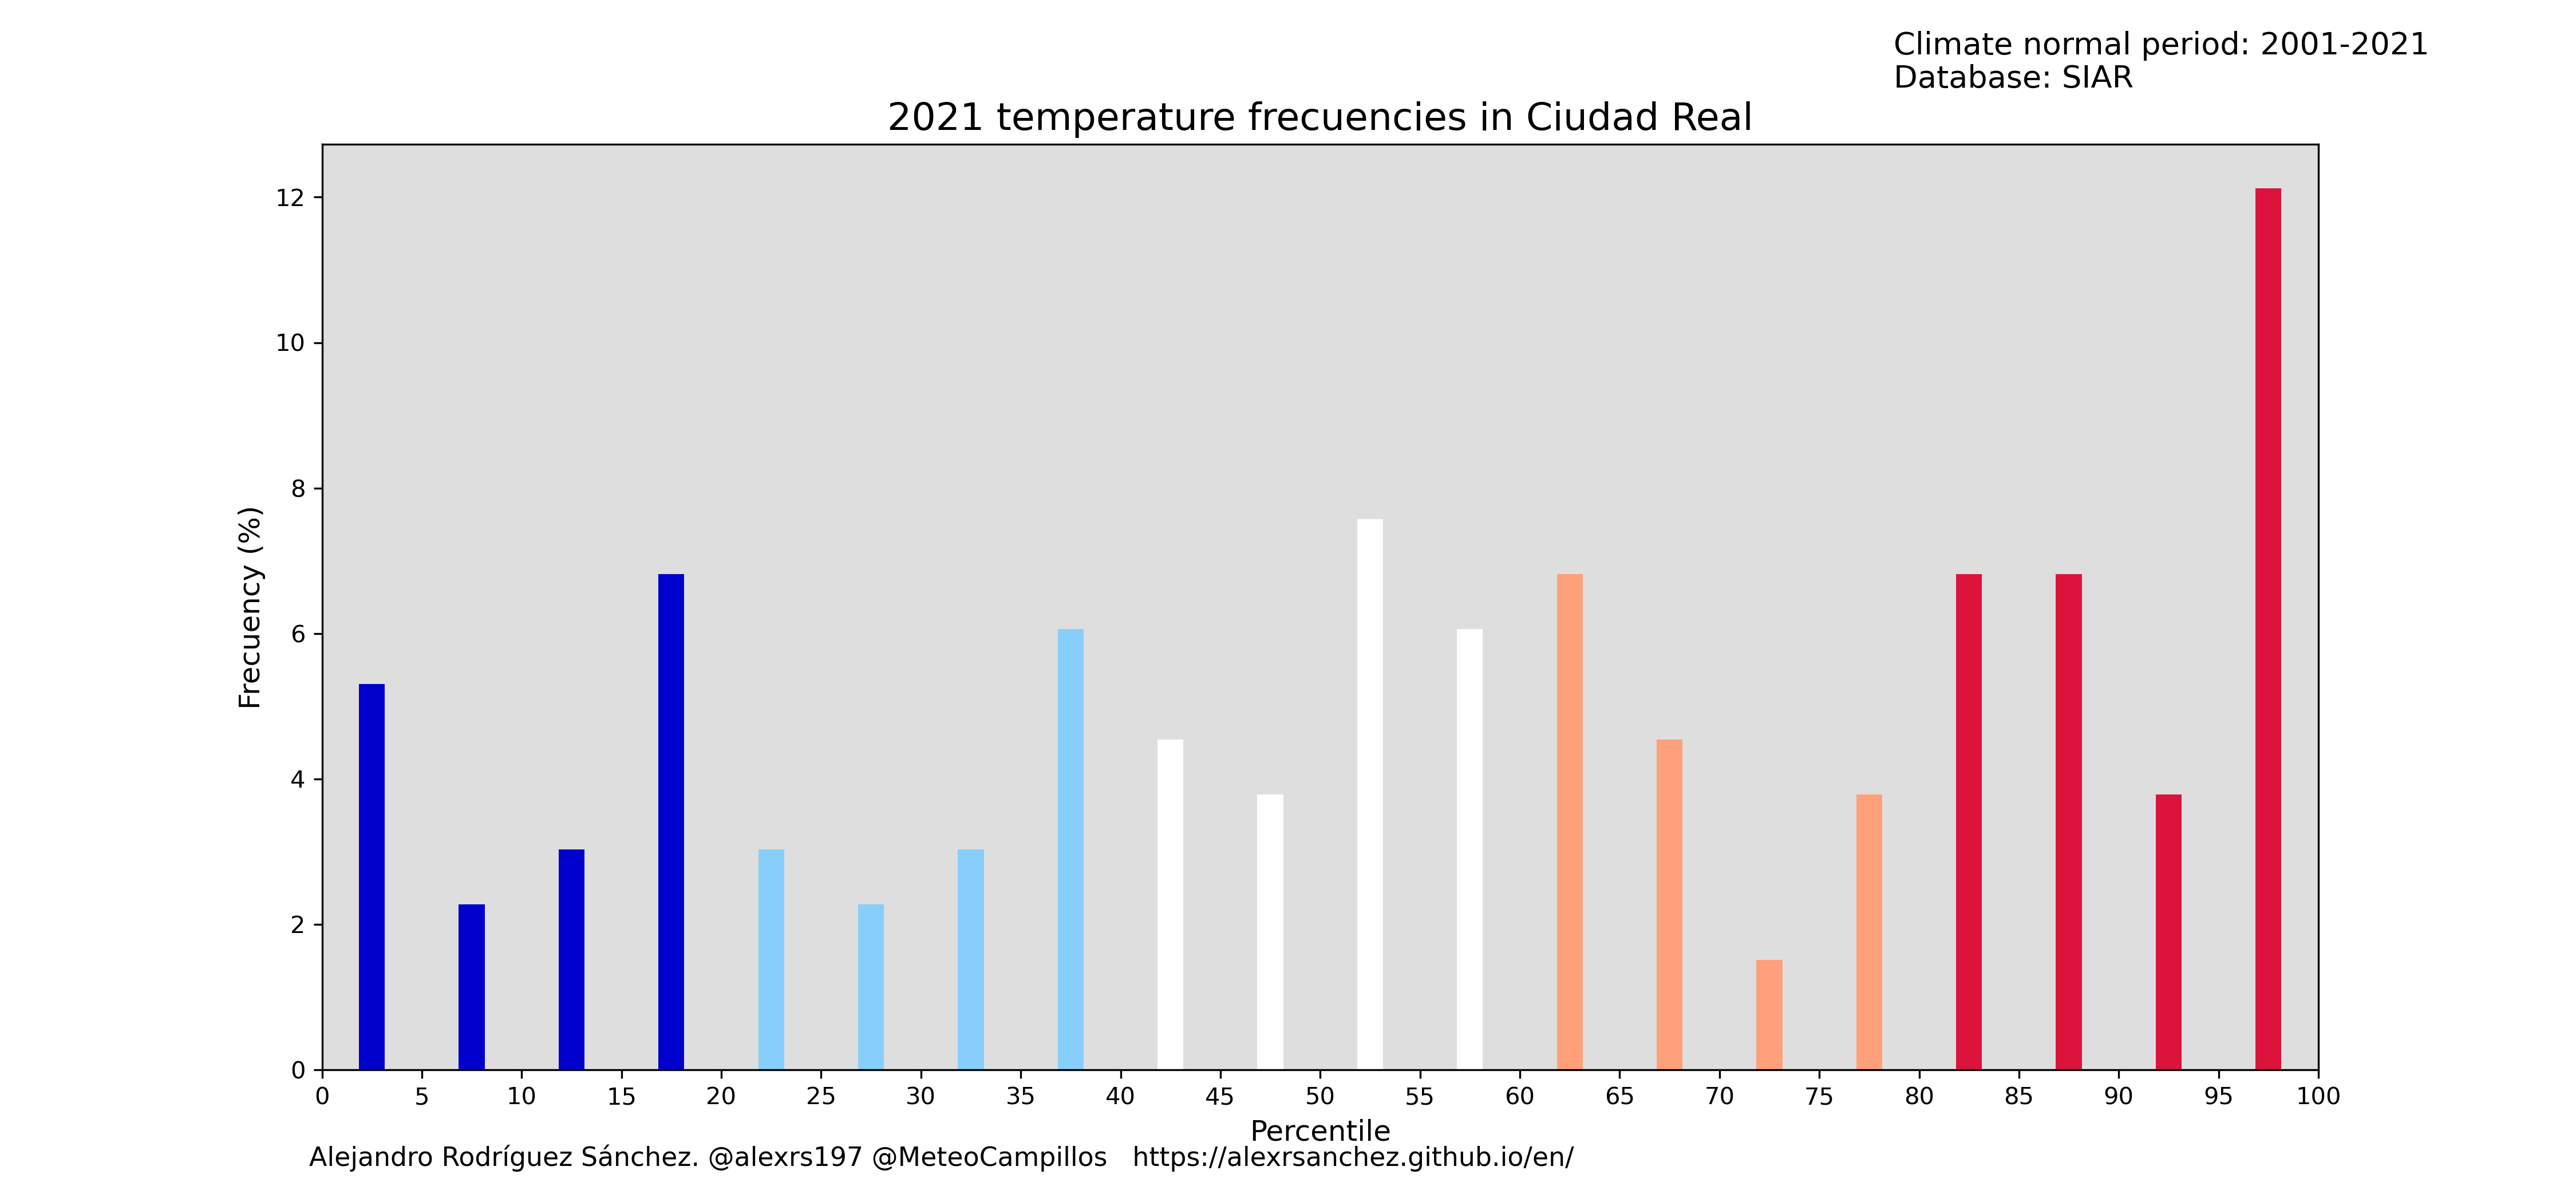 Climate normal period: 2001-2021
Database: SIAR
2021 temperature frecuencies in Ciudad Real
12
10
8
6
4
2
0
Frecuency (%)
0 5 10 15 20 25 30 35 40 45 50 55 60 65 70 75 80 85 90 95 100
Percentile
Alejandro Rodríguez Sánchez. @alexrs197 @MeteoCampillos https://alexrsanchez.github.io/en/